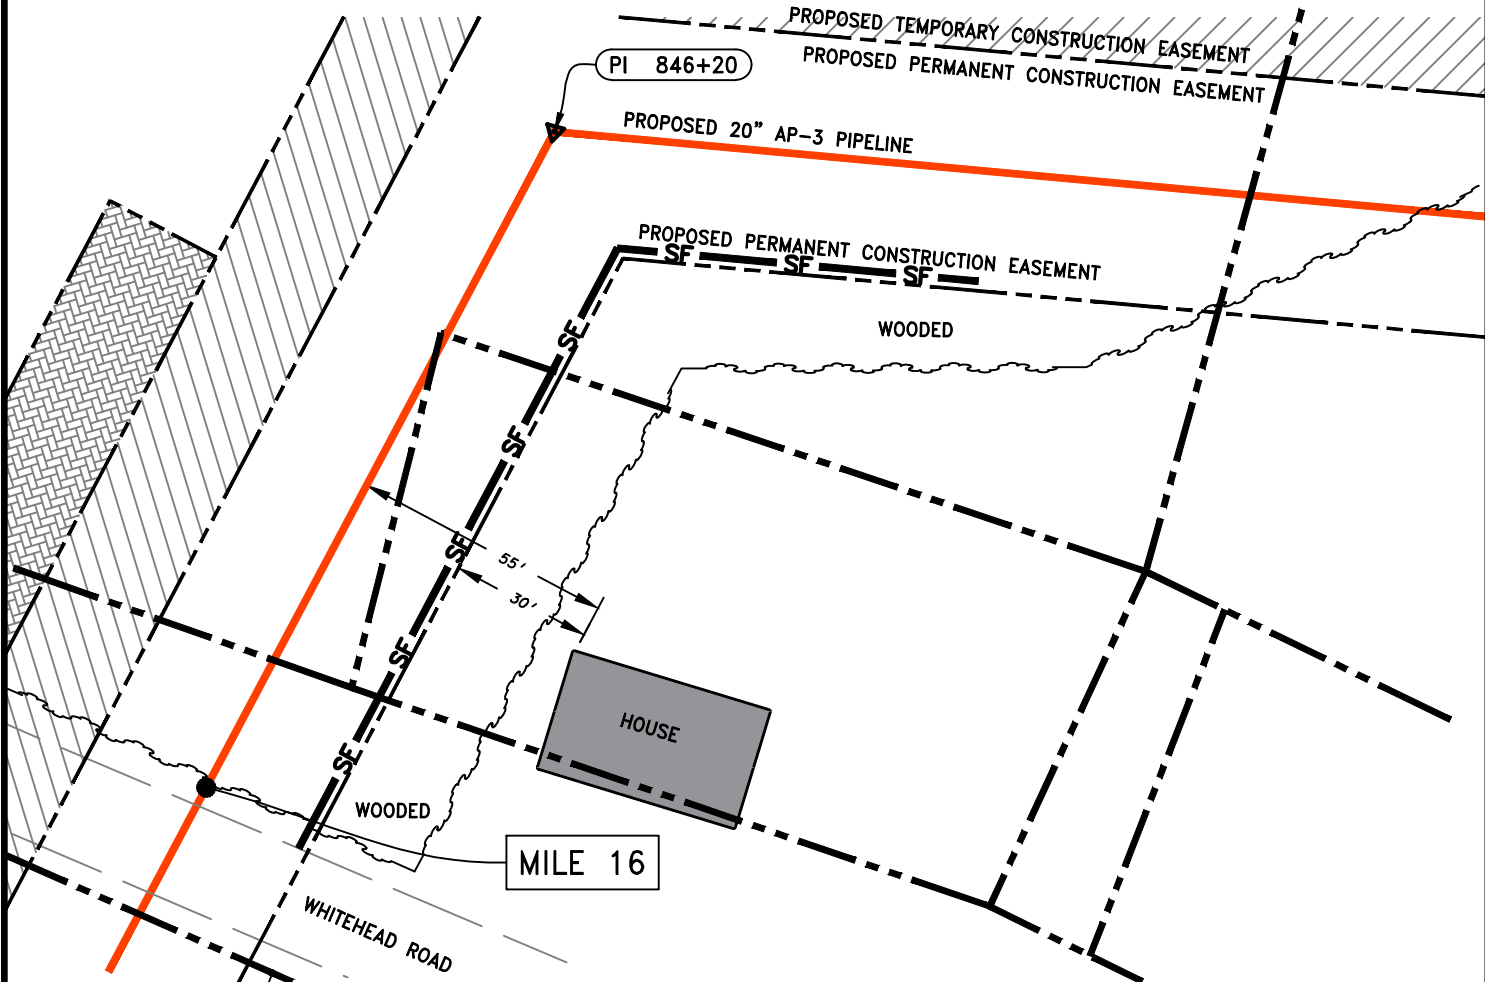 PROPOSED TEMPORARY CONSTRUCTION EASEMENT
PROPOSED PERMANENT CONSTRUCTION EASEMENT
PI 846+20
PROPOSED 20" AP-3 PIPELINE
PROPOSED PERMANENT CONSTRUCTION EASEMENT
SF
SF
SF
WOODED
SF
SF
SF
55'
30'
SF
HOUSE
SF
WOODED
MILE 16
WHITEHEAD ROAD